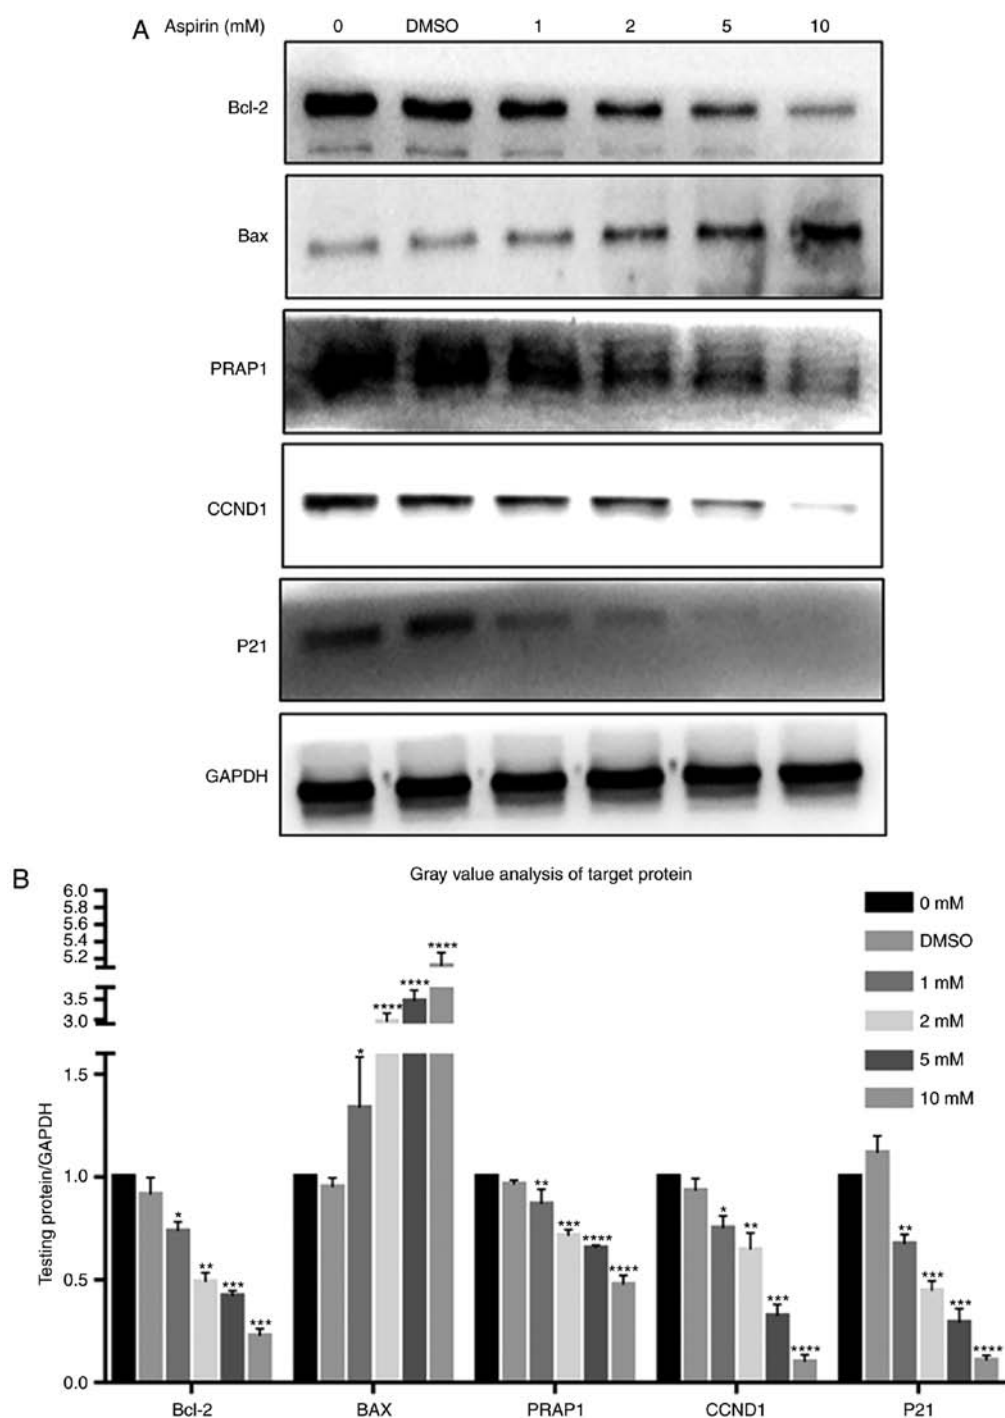 A Aspirin (mM) 0 DMSO 1 2 5 10
Bcl-2
Bax
PRAP1
CCND1
P21
GAPDH
B Gray value analysis of target protein
Testing protein/GAPDH
6.0
5.8
5.6
5.4
5.2
3.5
3.0
1.5
1.0
0.5
0.0
* ** *** ***
* **** **** ****
** *** **** ****
* ** *** ****
** *** *** ****
Bcl-2 BAX PRAP1 CCND1 P21
0 mM
DMSO
1 mM
2 mM
5 mM
10 mM